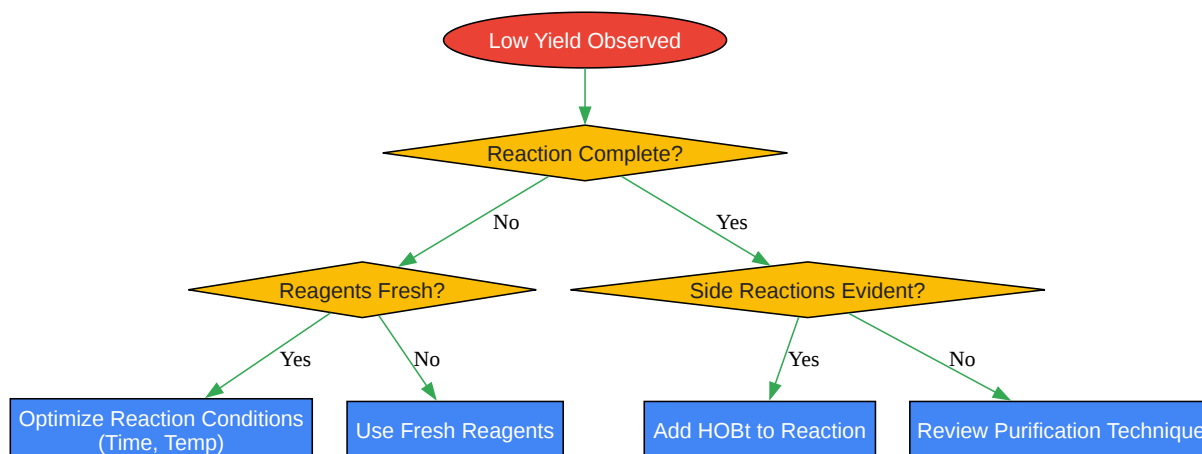 Low Yield Observed
Reaction Complete?
No
Yes
Reagents Fresh?
Side Reactions Evident?
Yes
No
Yes
No
Optimize Reaction Conditions
(Time, Temp)
Use Fresh Reagents
Add HOBt to Reaction
Review Purification Technique